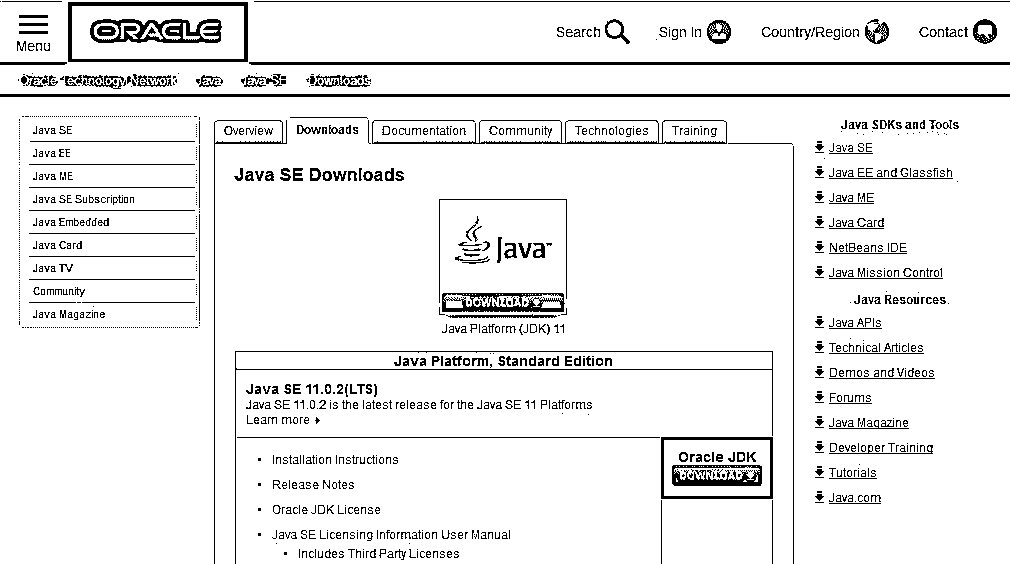 Menu
ORACLE
Search
Sign In
Country/Region
Contact
Oracle Technology Network Java Java SE Downloads
Java SE
Java EE
Java ME
Java SE Subscription
Java Embedded
Java Card
Java TV
Community
Java Magazine
Overview
Downloads
Documentation
Community
Technologies
Training
Java SE Downloads
Java
DOWNLOAD
Java Platform (JDK) 11
Java Platform, Standard Edition
Java SE 11.0.2(LTS)
Java SE 11.0.2 is the latest release for the Java SE 11 Platforms
Learn more
Installation Instructions
Release Notes
Oracle JDK License
Java SE Licensing Information User Manual
Includes Third Party Licenses
Oracle JDK
DOWNLOAD
Java SDKs and Tools
Java SE
Java EE and Glassfish
Java ME
Java Card
NetBeans IDE
Java Mission Control
Java Resources
Java APIs
Technical Articles
Demos and Videos
Forums
Java Magazine
Developer Training
Tutorials
Java.com